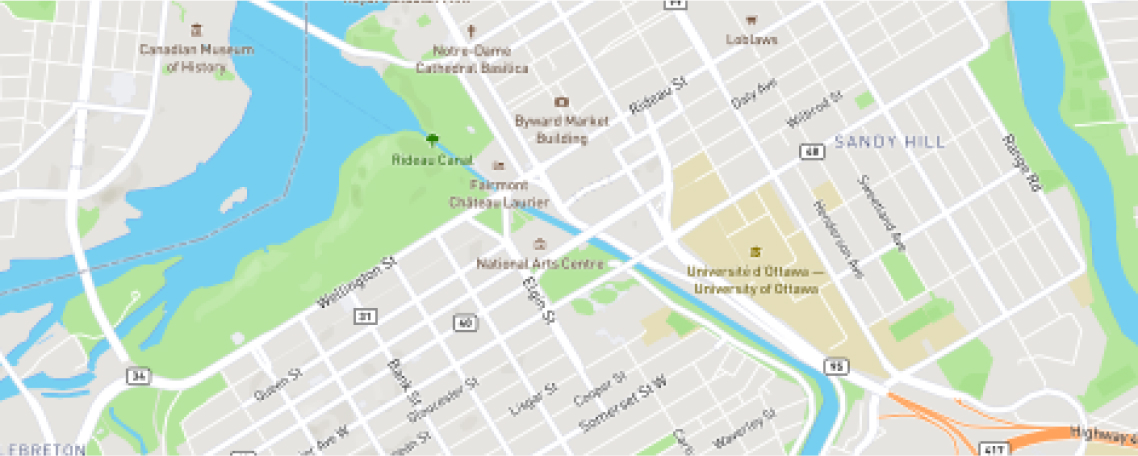 44
Canadian Museum
of History
Notre-Dame
Cathedral Basilica
Loblaws
Rideau St
Daly Ave
Byward Market
Building
Wilbrod St
SANDY HILL
48
Rideau Canal
Range Rd
Fairmont
Château Laurier
Sweetland Ave
Henderson Ave
National Arts Centre
Université d'Ottawa —
University of Ottawa
Wellington St
Elgin St
31
60
34
95
Queen St
Bank St
Gloucester St
Lisgar St
Cooper St
Somerset St W
Waverley St
Ave W
EBRETON
417
Highway